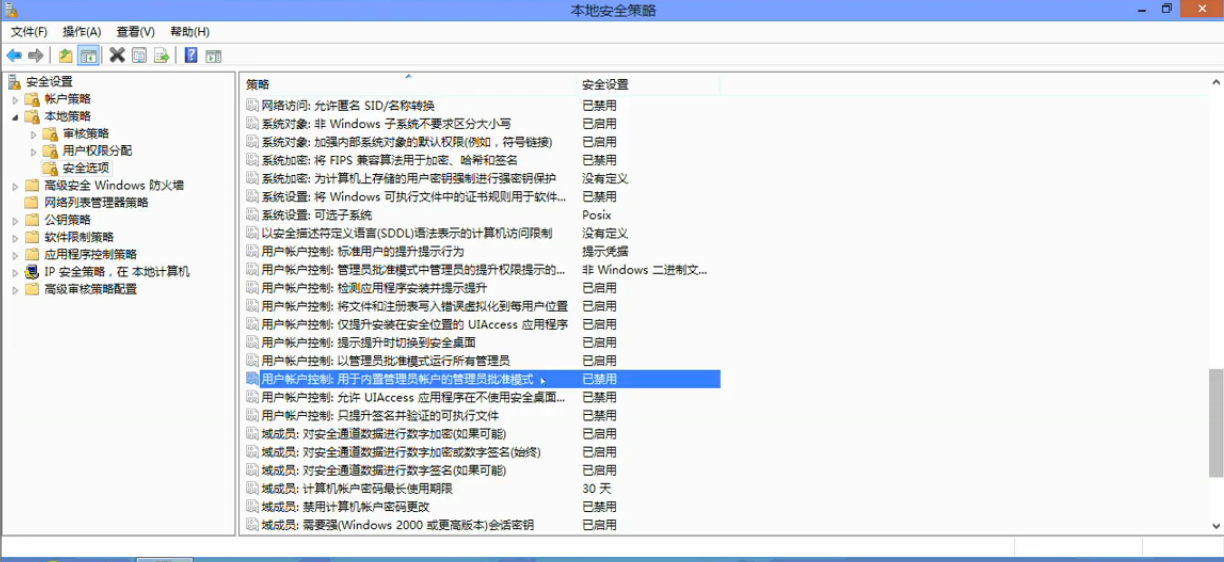 本地安全策略
文件(F) 操作(A) 查看(V) 帮助(H)
安全设置
帐户策略
本地策略
审核策略
用户权限分配
安全选项
高级安全 Windows 防火墙
网络列表管理器策略
公钥策略
软件限制策略
应用程序控制策略
IP 安全策略，在 本地计算机
高级审核策略配置
策略 安全设置
网络访问: 允许匿名 SID/名称转换 已禁用
系统对象: 非 Windows 子系统不要求区分大小写 已启用
系统对象: 加强内部系统对象的默认权限(例如，符号链接) 已启用
系统加密: 将 FIPS 兼容算法用于加密、哈希和签名 已禁用
系统加密: 为计算机上存储的用户密钥强制进行强密钥保护 没有定义
系统设置: 将 Windows 可执行文件中的证书规则用于软件... 已禁用
系统设置: 可选子系统 Posix
以安全描述符定义语言(SDDL)语法表示的计算机访问限制 没有定义
用户帐户控制: 标准用户的提升提示行为 提示凭据
用户帐户控制: 管理员批准模式中管理员的提升权限提示的... 非 Windows 二进制文...
用户帐户控制: 检测应用程序安装并提示提升 已启用
用户帐户控制: 将文件和注册表写入错误虚拟化到每用户位置 已启用
用户帐户控制: 仅提升安装在安全位置的 UIAccess 应用程序 已启用
用户帐户控制: 提示提升时切换到安全桌面 已启用
用户帐户控制: 以管理员批准模式运行所有管理员 已启用
用户帐户控制: 用于内置管理员帐户的管理员批准模式 已禁用
用户帐户控制: 允许 UIAccess 应用程序在不使用安全桌面... 已禁用
用户帐户控制: 只提升签名并验证的可执行文件 已禁用
域成员: 对安全通道数据进行数字加密(如果可能) 已启用
域成员: 对安全通道数据进行数字加密或数字签名(始终) 已启用
域成员: 对安全通道数据进行数字签名(如果可能) 已启用
域成员: 计算机帐户密码最长使用期限 30 天
域成员: 禁用计算机帐户密码更改 已禁用
域成员: 需要强(Windows 2000 或更高版本)会话密钥 已启用